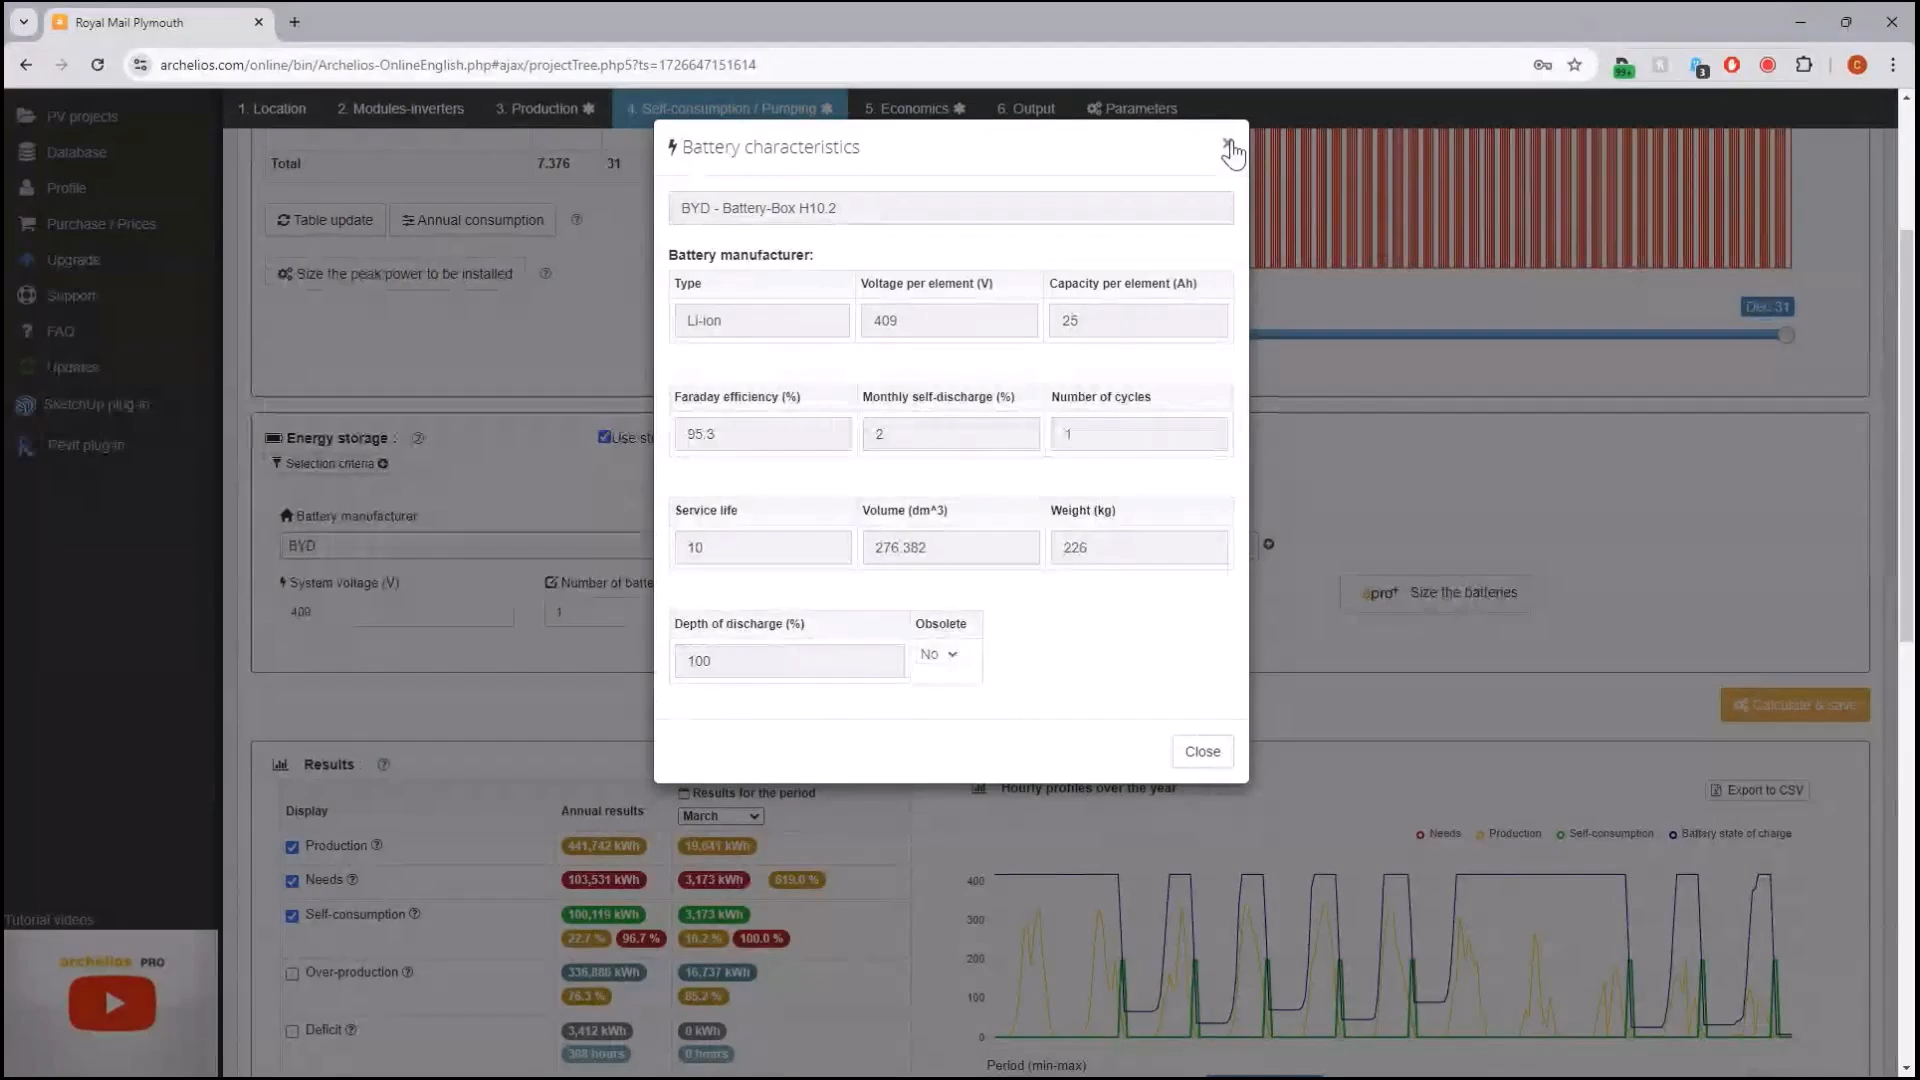 Royal Mail Plymouth
archelios.com/online/bin/Archelios-OnlineEnglish.php#ajax/projectTree.php5?ts=1726647151614
99+
3
C
PV projects
Database
Profile
Purchase / Prices
Upgrade
Support
FAQ
Updates
SketchUp plug-in
Revit plug-in
Tutorial videos
archelios PRO
1. Location
2. Modules-inverters
3. Production
4. Self-consumption / Pumping
5. Economics
6. Output
Parameters
Total 7.376 31
Table update
Annual consumption
Size the peak power to be installed
Dec 31
Energy storage :
Use
Selection criteria
Battery manufacturer
BYD
System voltage (V)
409
Number of
1
pro+ Size the batteries
Calculate & save
Battery characteristics
BYD - Battery-Box H10.2
Battery manufacturer:
Type Voltage per element (V) Capacity per element (Ah)
Li-ion 409 25
Faraday efficiency (%) Monthly self-discharge (%) Number of cycles
95.3 2 1
Service life Volume (dm^3) Weight (kg)
10 276.382 226
Depth of discharge (%) Obsolete
100 No
Close
Results
Display Annual results Results for the period
March
Production 441,742 kWh 19,641 kWh
Needs 103,531 kWh 3,173 kWh 619.0 %
Self-consumption 100,119 kWh 3,173 kWh
22.7 % 96.7 % 16.2 % 100.0 %
Over-production 336,886 kWh 16,737 kWh
76.3 % 85.2 %
Deficit 3,412 kWh 0 kWh
308 hours 0 hours
Hourly profiles over the year
Export to CSV
Needs Production Self-consumption Battery state of charge
400
300
200
100
0
Period (min-max)